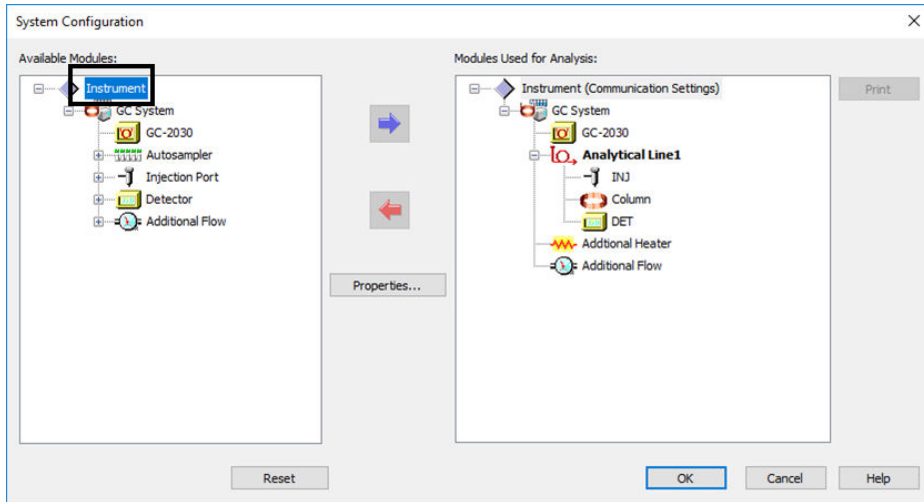 System Configuration
Available Modules:
Instrument
GC System
GC-2030
Autosampler
Injection Port
Detector
Additional Flow
Properties...
Reset
Modules Used for Analysis:
Instrument (Communication Settings)
GC System
GC-2030
Analytical Line1
INJ
Column
DET
Addtional Heater
Additional Flow
Print
OK
Cancel
Help